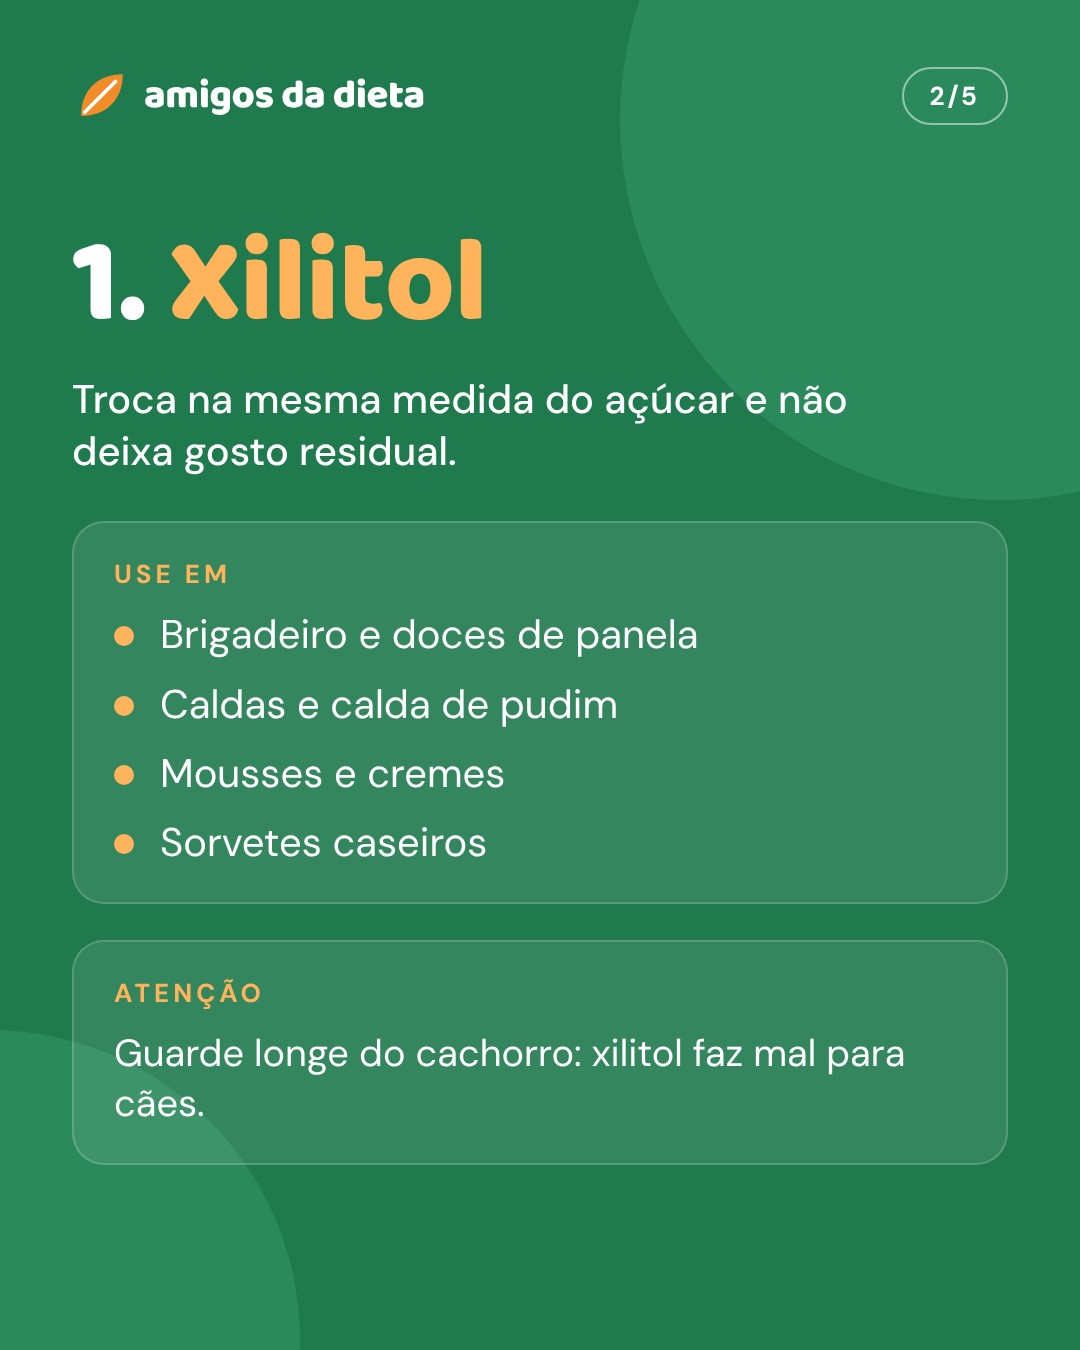 amigos da dieta
2/5
1. Xilitol
Troca na mesma medida do açúcar e não
deixa gosto residual.
USE EM
Brigadeiro e doces de panela
Caldas e calda de pudim
Mousses e cremes
Sorvetes caseiros
ATENÇÃO
Guarde longe do cachorro: xilitol faz mal para
cães.